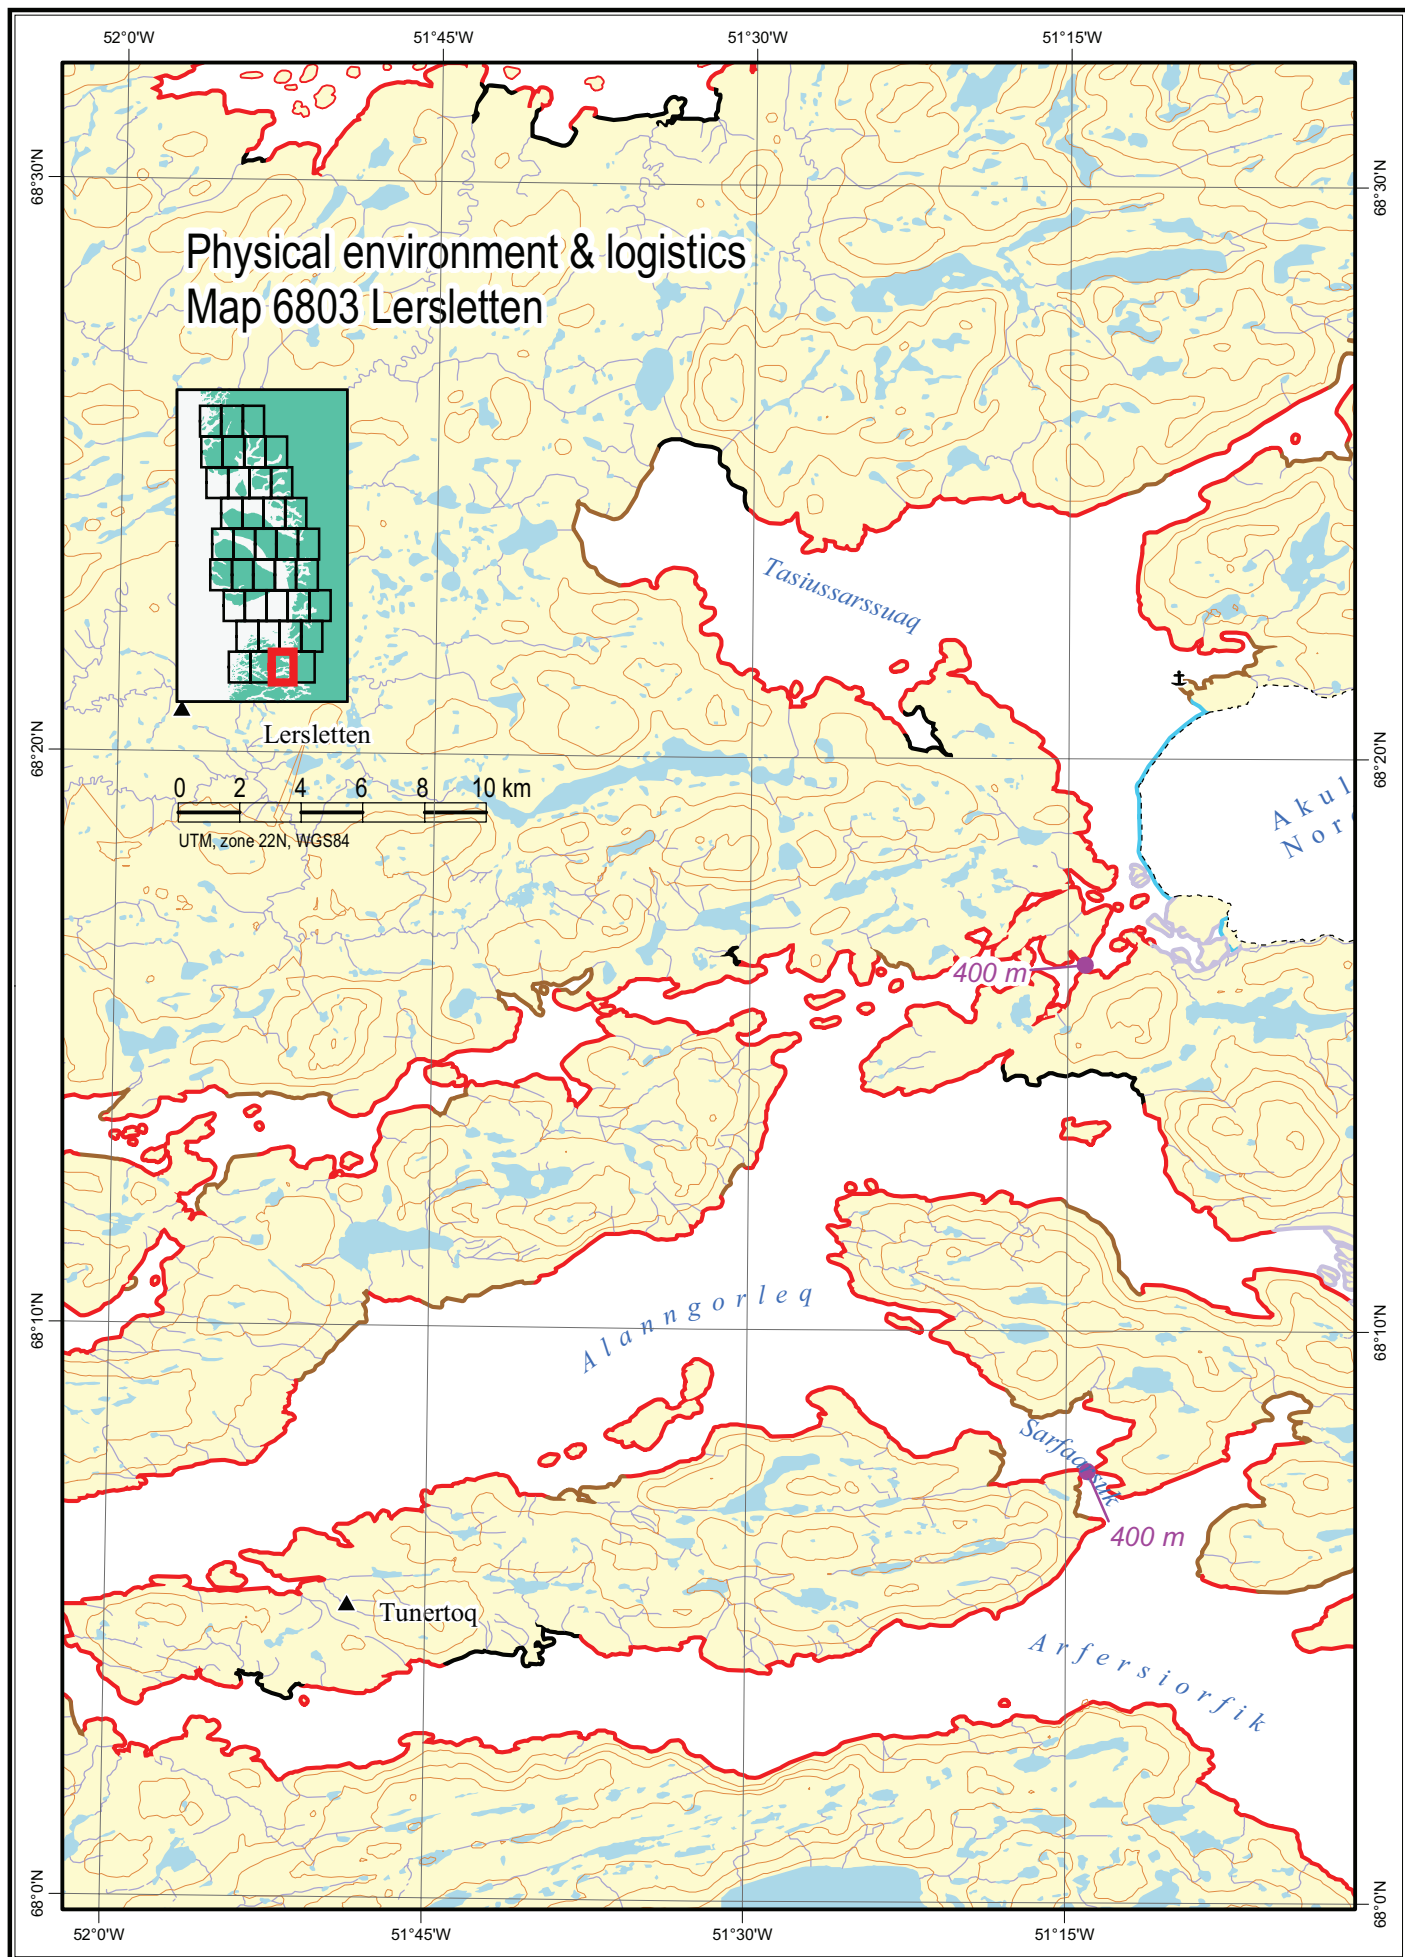 52°0'W 51°45'W 51°30'W 51°15'W
68°30'N 68°30'N
Physical environment & logistics
Map 6803 Lersletten
Tasiussarssuaq
Lersletten
68°20'N 68°20'N
0 2 4 6 8 10 km
UTM, zone 22N, WGS84
Akul
Nord
400 m
Alanngorleq
68°10'N 68°10'N
400 m
Tunertoq
Arfersiorfik
68°0'N 68°0'N
52°0'W 51°45'W 51°30'W 51°15'W